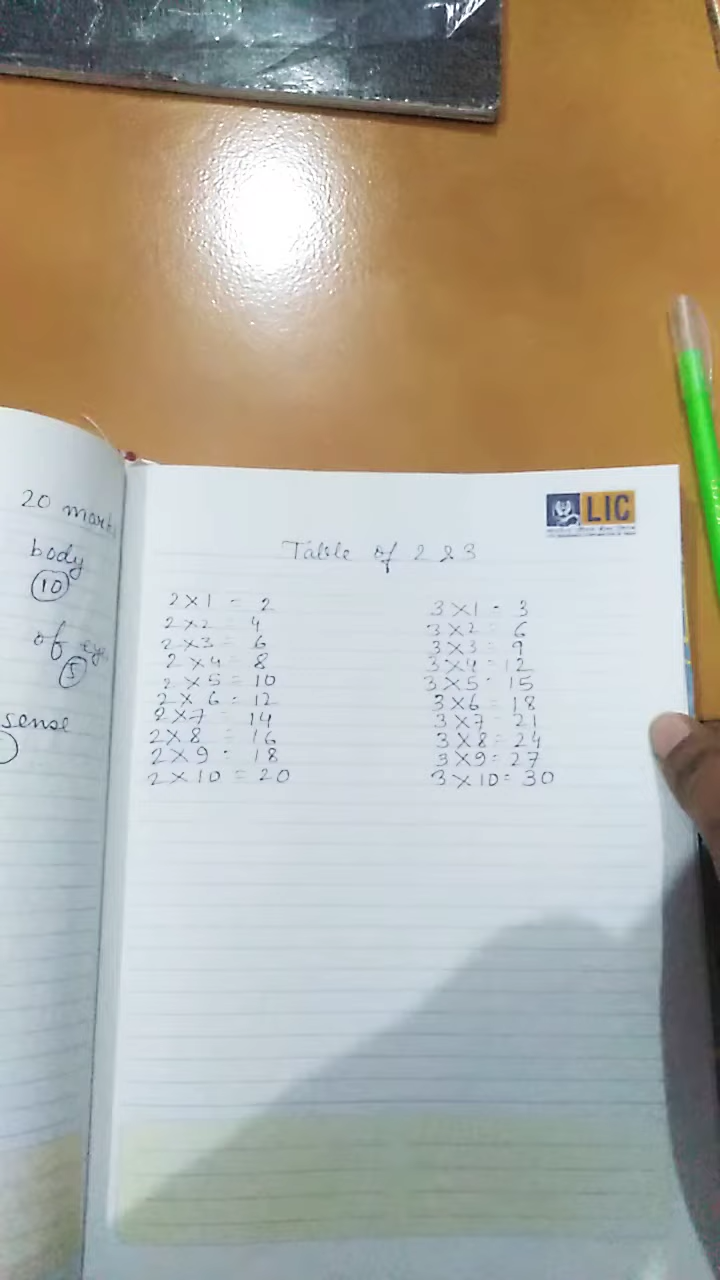 20 marks
body
10
of eye
5
sense
LIC
Table of 2 & 3
2 × 1 = 2
2 × 2 = 4
2 × 3 = 6
2 × 4 = 8
2 × 5 = 10
2 × 6 = 12
2 × 7 = 14
2 × 8 = 16
2 × 9 = 18
2 × 10 = 20
3 × 1 = 3
3 × 2 = 6
3 × 3 = 9
3 × 4 = 12
3 × 5 = 15
3 × 6 = 18
3 × 7 = 21
3 × 8 = 24
3 × 9 = 27
3 × 10 = 30